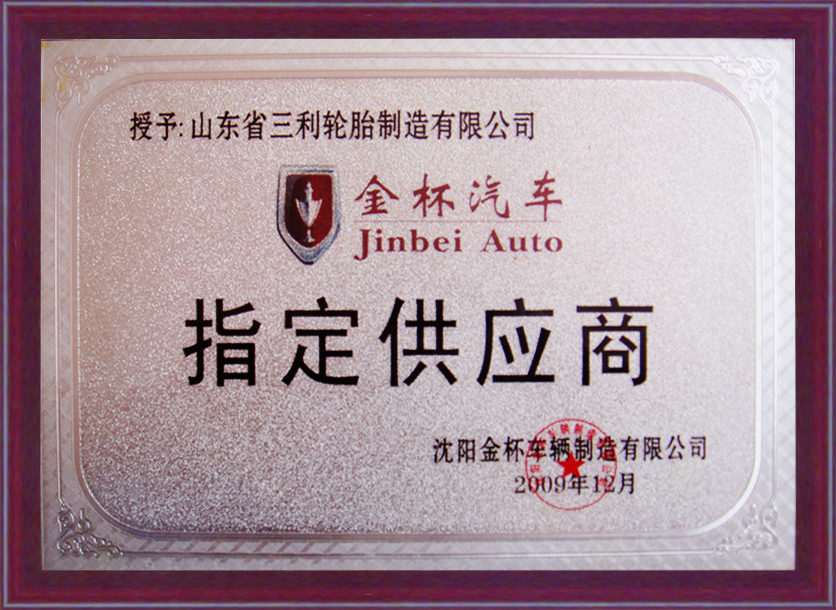 授予:山东省三利轮胎制造有限公司
金杯汽车
Jinbei Auto
指定供应商
沈阳金杯车辆制造有限公司
2009年12月